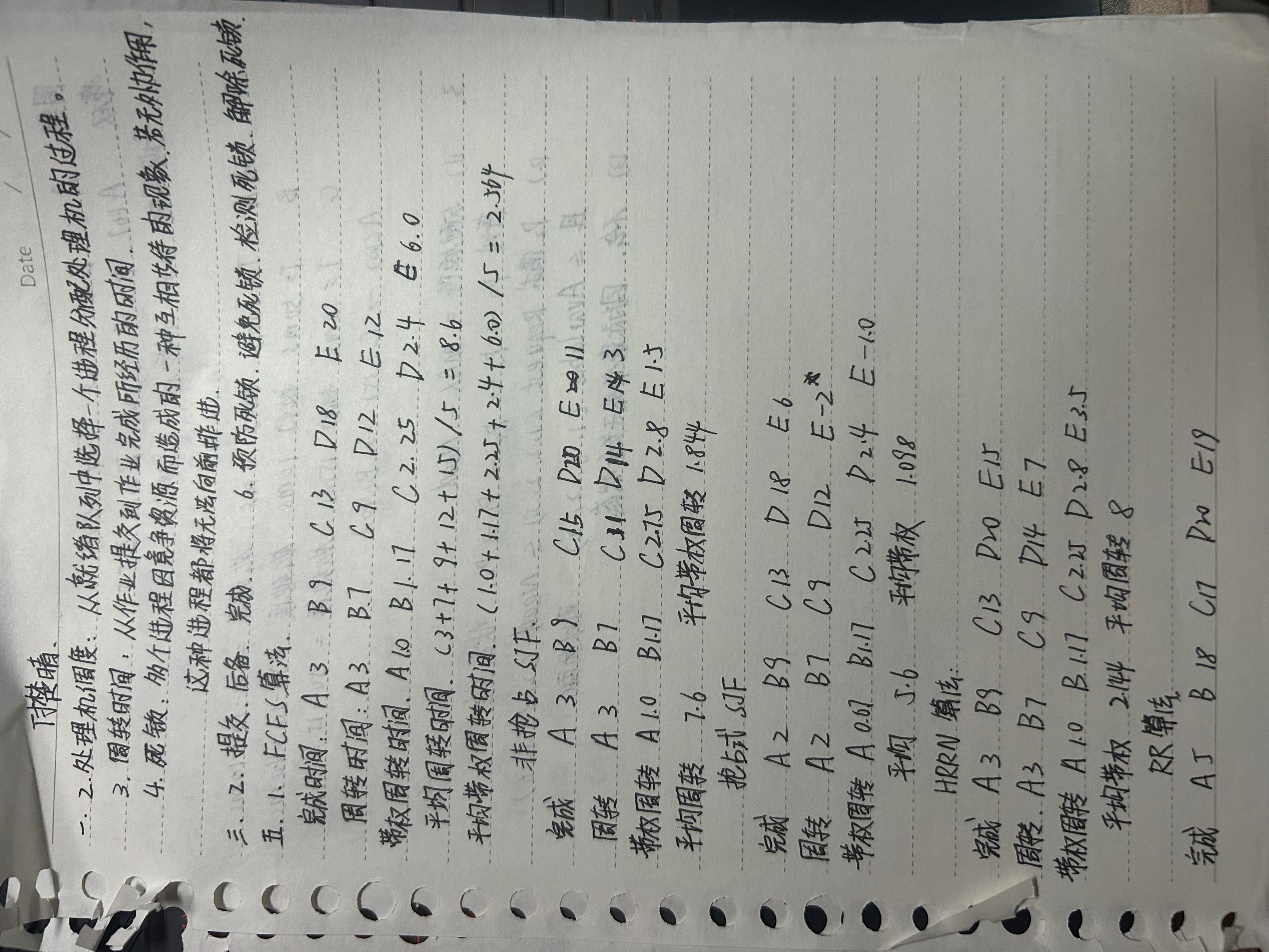 Date / /
一. 2. 处理机调度: 从就绪队列中选择一个进程分配处理机的过程。
3. 周转时间: 从作业提交到作业完成所经历的时间.
4. 死锁: 多个进程因竞争资源而造成的一种互相等待的现象, 若无外力作用,
这种进程都将无法向前推进.
三. 2. 提交. 后备. 完成. 6. 预防死锁. 避免死锁. 检测死锁. 解除死锁.
五. 1. FCFS算法.
完成时间: A 3 B 9 C 13 D 18 E 20
周转时间: A 3 B 7 C 9 D 12 E 12
带权周转时间. A 1.0 B 1.17 C 2.25 D 2.4 E 6.0
平均周转时间. (3+7+9+12+12)/5 = 8.6
平均带权周转时间. (1.0+1.17+2.25+2.4+6.0)/5 = 2.564
非抢占 SJF.
完成 A 3 B 9 C 15 D 20 E 11
周转 A 3 B 7 C 11 D 14 E 3
带权周转 A 1.0 B 1.17 C 2.75 D 2.8 E 1.5
平均周转 7.6 平均带权周转 1.844
抢占式 SJF
完成 A 2 B 9 C 13 D 18 E 6
周转 A 2 B 7 C 9 D 12 E -2
带权周转 A 0.67 B 1.17 C 2.25 D 2.4 E -1.0
平均 5.6 平均带权 1.098
HRRN 算法:
完成 A 3 B 9 C 13 D 20 E 15
周转. A 3 B 7 C 9 D 14 E 7
带权周转 A 1.0 B 1.17 C 2.25 D 2.8 E 3.5
平均带权 2.144 平均周转 8
RR 算法
完成 A 5 B 18 C 17 D 20 E 19